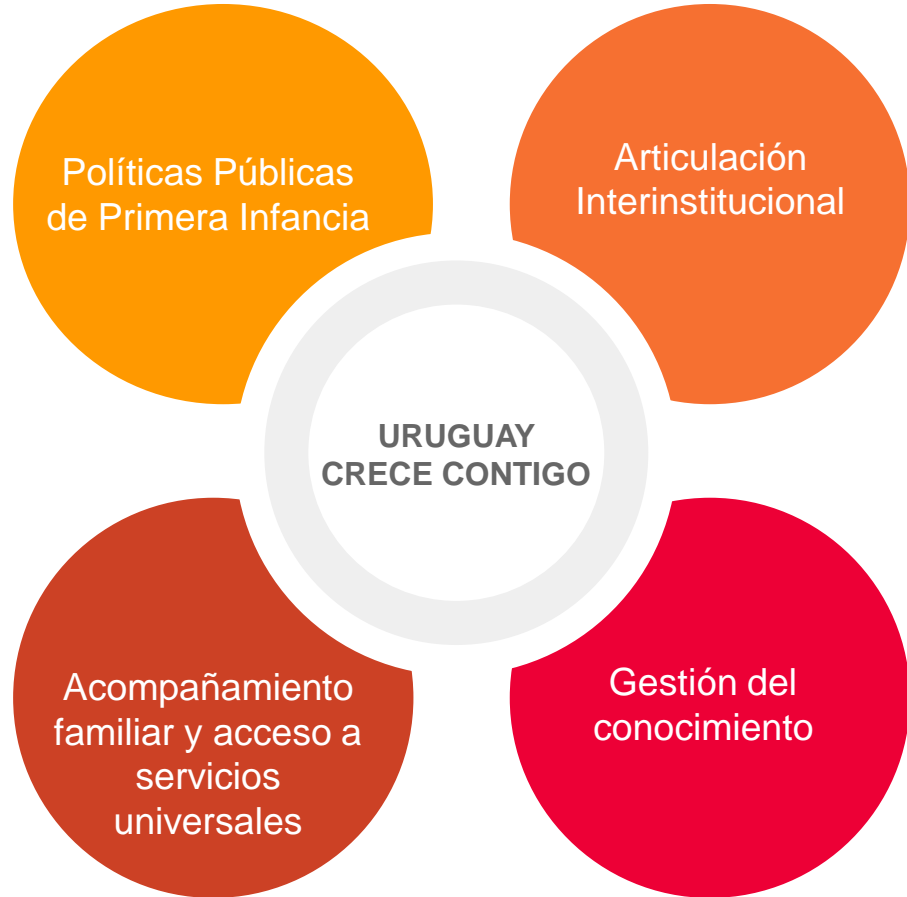 Políticas Públicas
de Primera Infancia
Articulación
Interinstitucional
URUGUAY
CRECE CONTIGO
Acompañamiento
familiar y acceso a
servicios
universales
Gestión del
conocimiento